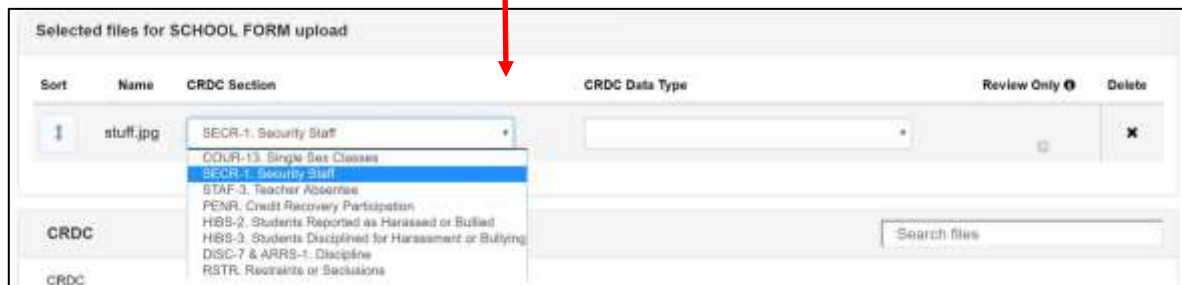 Selected files for SCHOOL FORM upload
Sort Name CRDC Section CRDC Data Type Review Only Delete
stuff.jpg SECR-1. Security Staff
COUR-13. Single Sex Classes
SECR-1. Security Staff
STAF-3. Teacher Absentee
PENR. Credit Recovery Participation
HIBS-2. Students Reported as Harassed or Bullied
HIBS-3. Students Disciplined for Harassment or Bullying
DISC-7 & ARRS-1. Discipline
RSTR. Restraints or Seclusions
CRDC Search files
CRDC